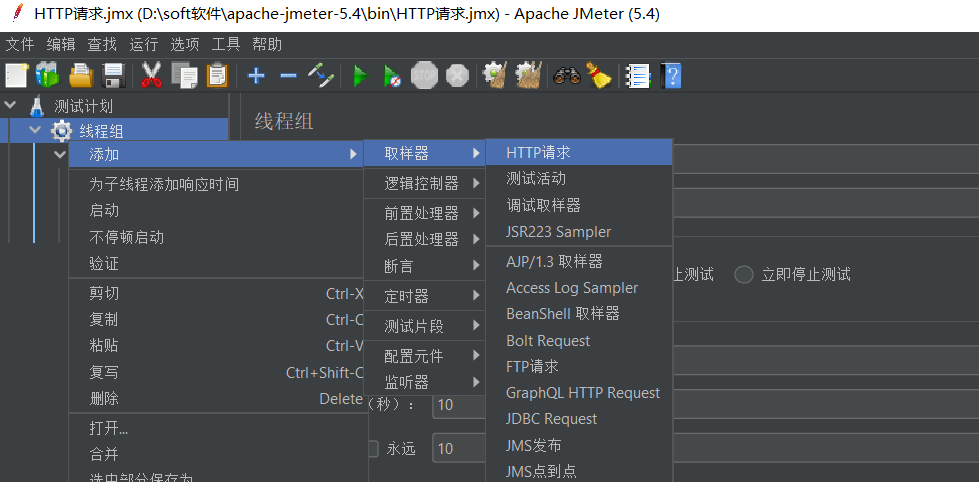 HTTP请求.jmx (D:\soft软件\apache-jmeter-5.4\bin\HTTP请求.jmx) - Apache JMeter (5.4)
文件 编辑 查找 运行 选项 工具 帮助
STOP
测试计划
线程组
线程组
添加
为子线程添加响应时间
启动
不停顿启动
验证
剪切 Ctrl-X
复制 Ctrl-C
粘贴 Ctrl-V
复写 Ctrl+Shift-C
删除 Delete
打开...
合并
选中部分保存为
取样器
逻辑控制器
前置处理器
后置处理器
断言
定时器
测试片段
配置元件
监听器
HTTP请求
测试活动
调试取样器
JSR223 Sampler
AJP/1.3 取样器
Access Log Sampler
BeanShell 取样器
Bolt Request
FTP请求
GraphQL HTTP Request
JDBC Request
JMS发布
JMS点到点
止测试 立即停止测试
（秒）： 10
永远 10